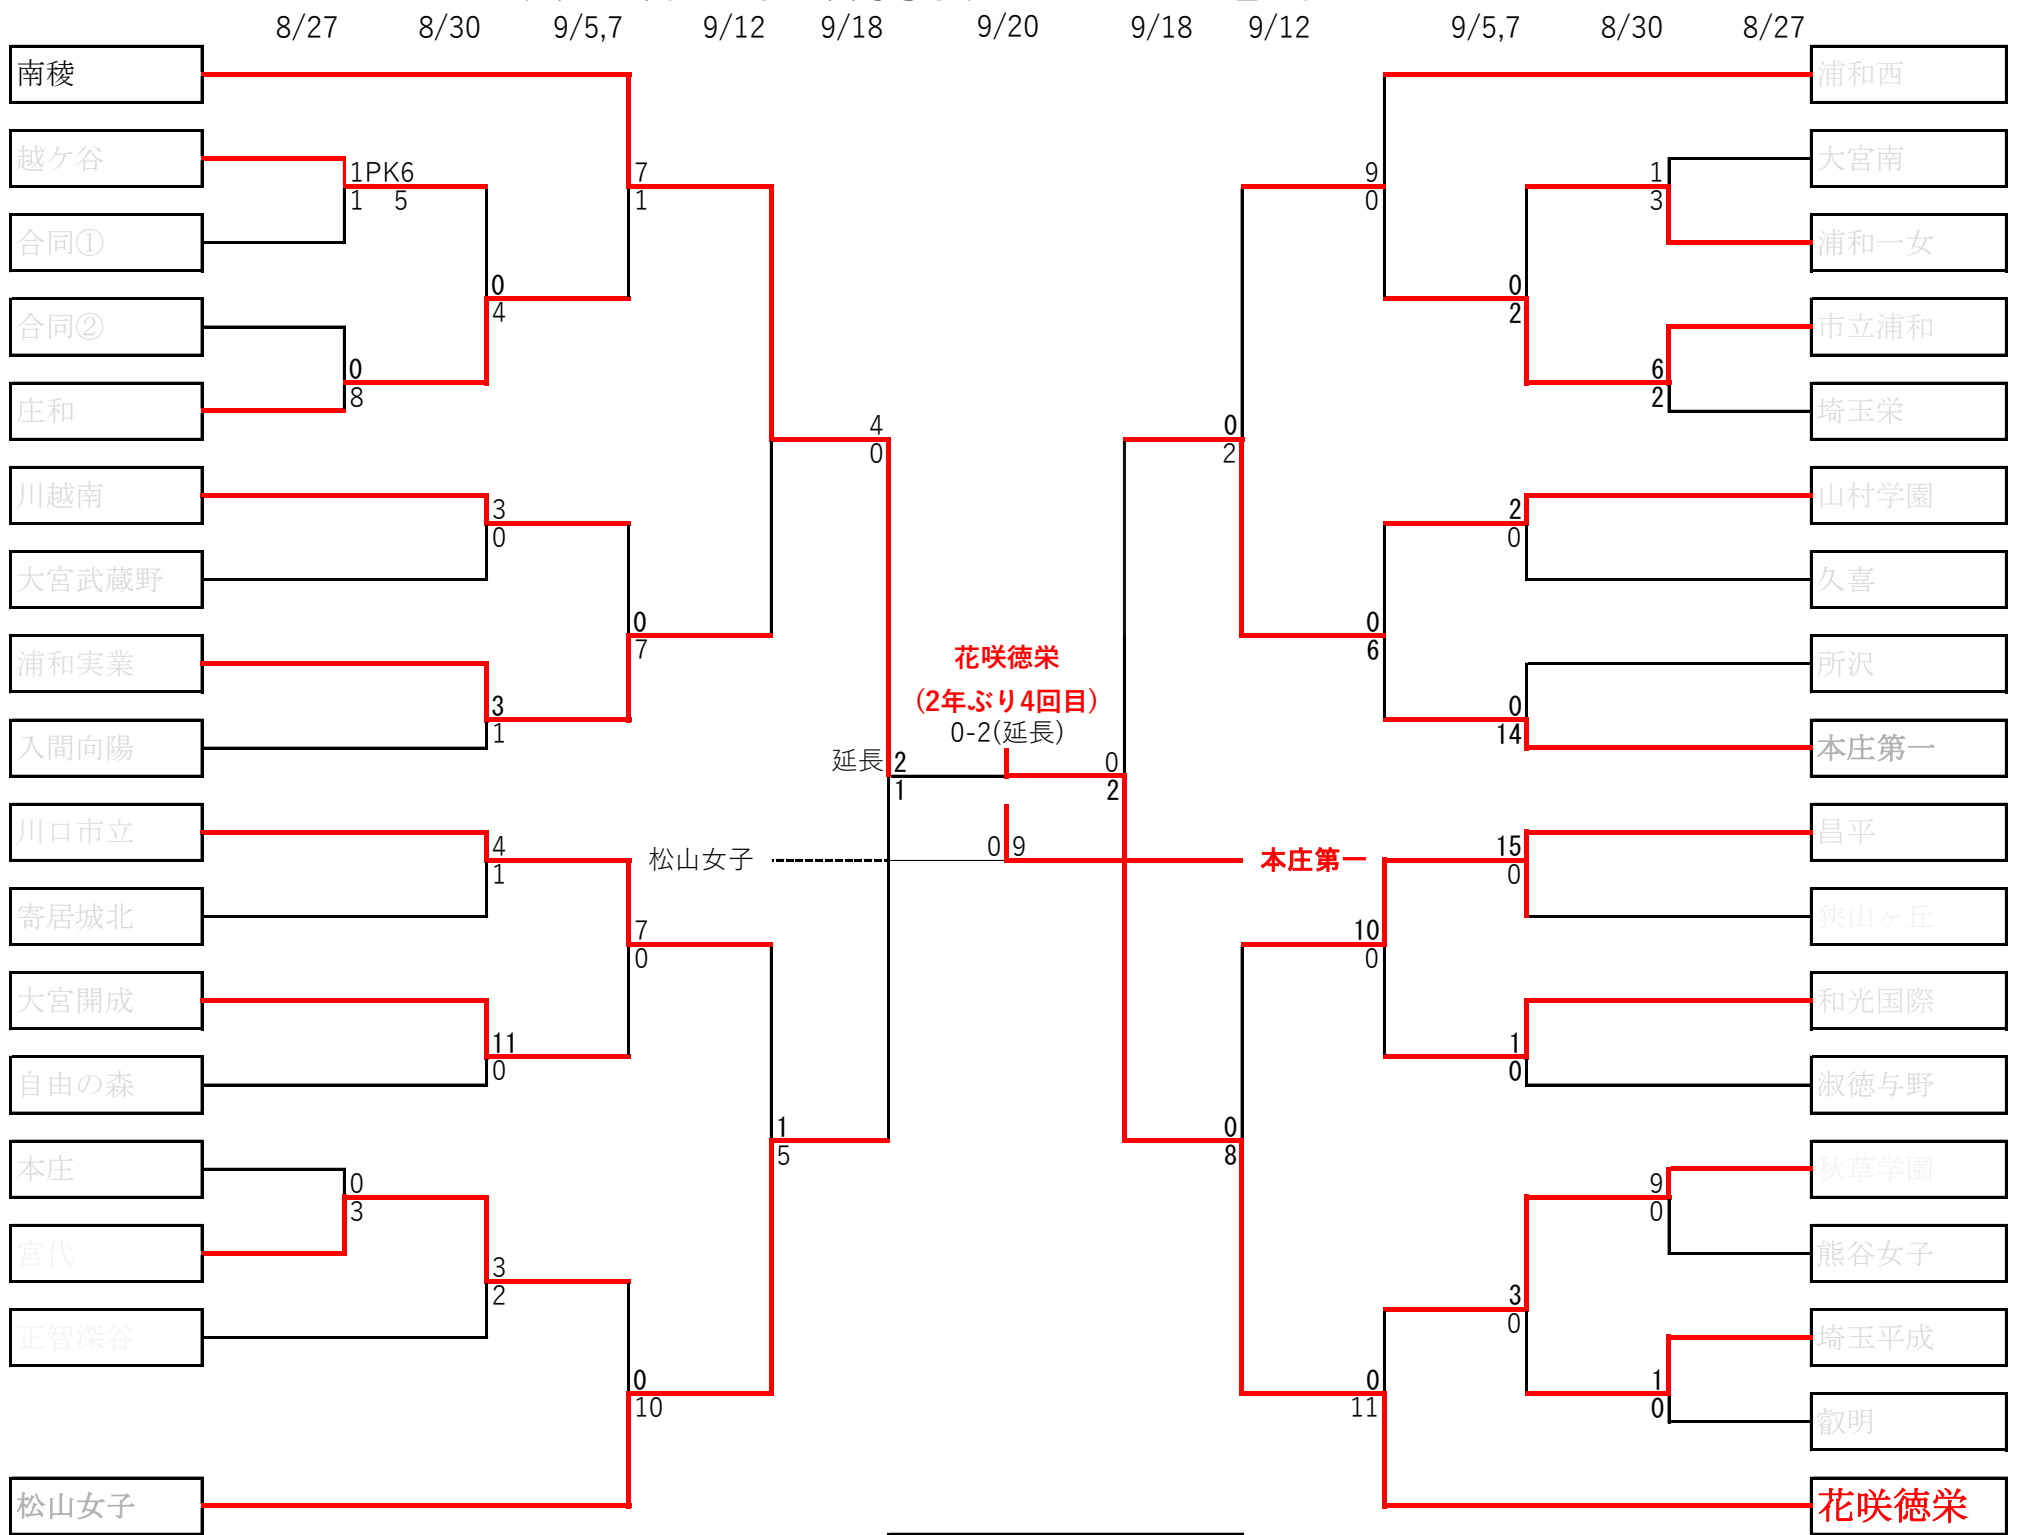 8/27 8/30 9/5,7 9/12 9/18 9/20 9/18 9/12 9/5,7 8/30 8/27
南稜
越ケ谷
合同①
合同②
庄和
川越南
大宮武蔵野
浦和実業
入間向陽
川口市立
寄居城北
大宮開成
自由の森
本庄
宮代
正智深谷
松山女子
1PK6
1 5
0
8
0
3
0
4
3
0
3
1
4
1
11
0
3
2
7
1
0
7
7
0
0
10
4
0
1
5
延長 2
1
花咲徳栄
(2年ぶり4回目)
0-2(延長)
松山女子
0 9
本庄第一
0
2
0
2
0
8
9
0
0
6
10
0
0
11
0
2
2
0
0
14
15
0
1
0
3
0
1
3
6
2
9
0
1
0
浦和西
大宮南
浦和一女
市立浦和
埼玉栄
山村学園
久喜
所沢
本庄第一
昌平
狭山ヶ丘
和光国際
淑徳与野
秋草学園
熊谷女子
埼玉平成
叡明
花咲徳栄